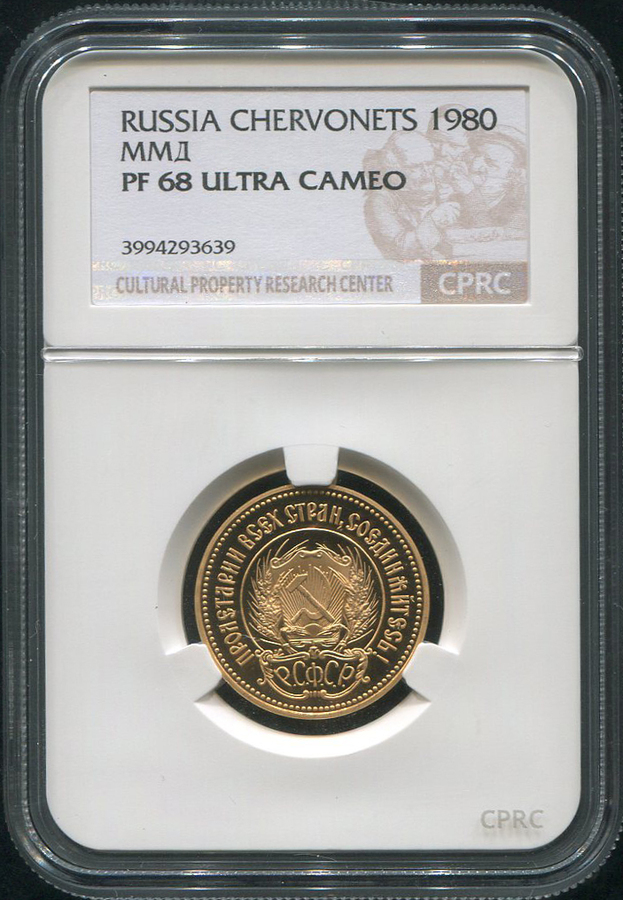 RUSSIA CHERVONETS 1980
ММД
PF 68 ULTRA CAMEO
3994293639
CULTURAL PROPERTY RESEARCH CENTER CPRC
ПРОЛЕТАРИИ ВСЕХ СТРАН, СОЕДИНЯЙТЕСЬ!
Р.С.Ф.С.Р.
CPRC